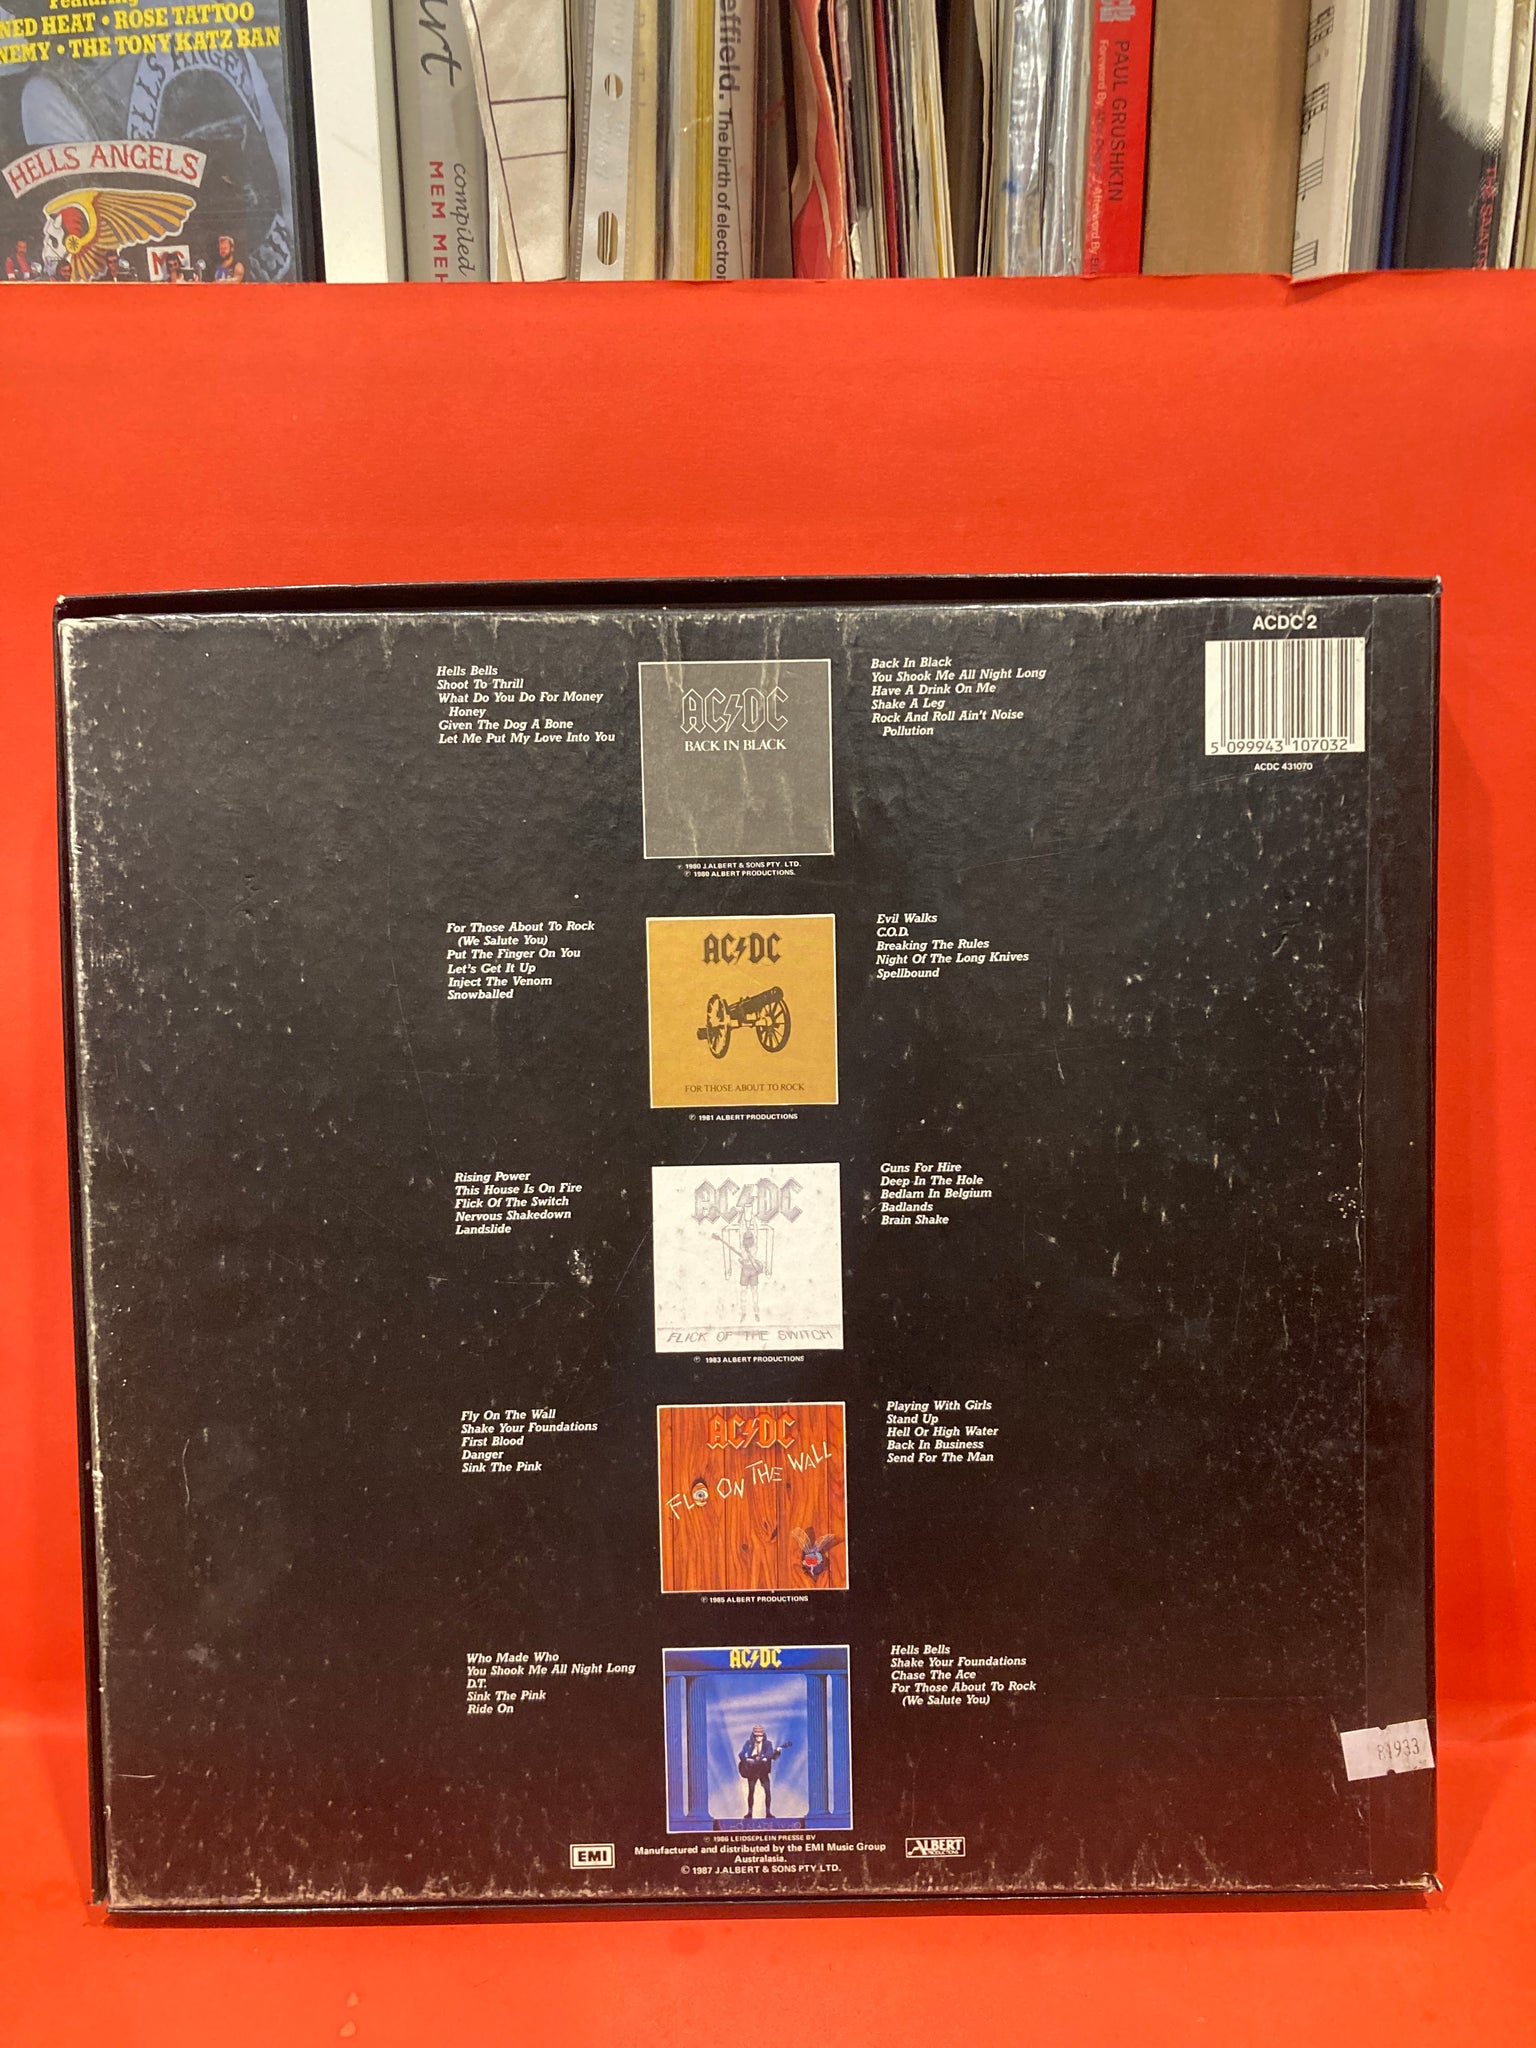 Featuring
NED HEAT • ROSE TATTOO
NEMY • THE TONY KATZ BAN
HELLS ANGELS
art
compiled
MEM MEH
effield. The birth of electron
PAUL GRUSHKIN
ACDC 2
5 099943 107032
ACDC 431070
Hells Bells
Shoot To Thrill
What Do You Do For Money
Honey
Given The Dog A Bone
Let Me Put My Love Into You
AC/DC
BACK IN BLACK
℗ 1980 J.ALBERT & SONS PTY. LTD.
℗ 1980 ALBERT PRODUCTIONS.
Back In Black
You Shook Me All Night Long
Have A Drink On Me
Shake A Leg
Rock And Roll Ain't Noise
Pollution
For Those About To Rock
(We Salute You)
Put The Finger On You
Let's Get It Up
Inject The Venom
Snowballed
AC/DC
FOR THOSE ABOUT TO ROCK
℗ 1981 ALBERT PRODUCTIONS
Evil Walks
C.O.D.
Breaking The Rules
Night Of The Long Knives
Spellbound
Rising Power
This House Is On Fire
Flick Of The Switch
Nervous Shakedown
Landslide
AC/DC
FLICK OF THE SWITCH
℗ 1983 ALBERT PRODUCTIONS
Guns For Hire
Deep In The Hole
Bedlam In Belgium
Badlands
Brain Shake
Fly On The Wall
Shake Your Foundations
First Blood
Danger
Sink The Pink
AC/DC
FLY ON THE WALL
℗ 1985 ALBERT PRODUCTIONS
Playing With Girls
Stand Up
Hell Or High Water
Back In Business
Send For The Man
Who Made Who
You Shook Me All Night Long
D.T.
Sink The Pink
Ride On
AC/DC
WHO MADE WHO
℗ 1986 LEIDSEPLEIN PRESSE BV
Hells Bells
Shake Your Foundations
Chase The Ace
For Those About To Rock
(We Salute You)
EMI
Manufactured and distributed by the EMI Music Group
Australasia.
© 1987 J.ALBERT & SONS PTY LTD.
ALBERT
PRODUCTIONS
1933